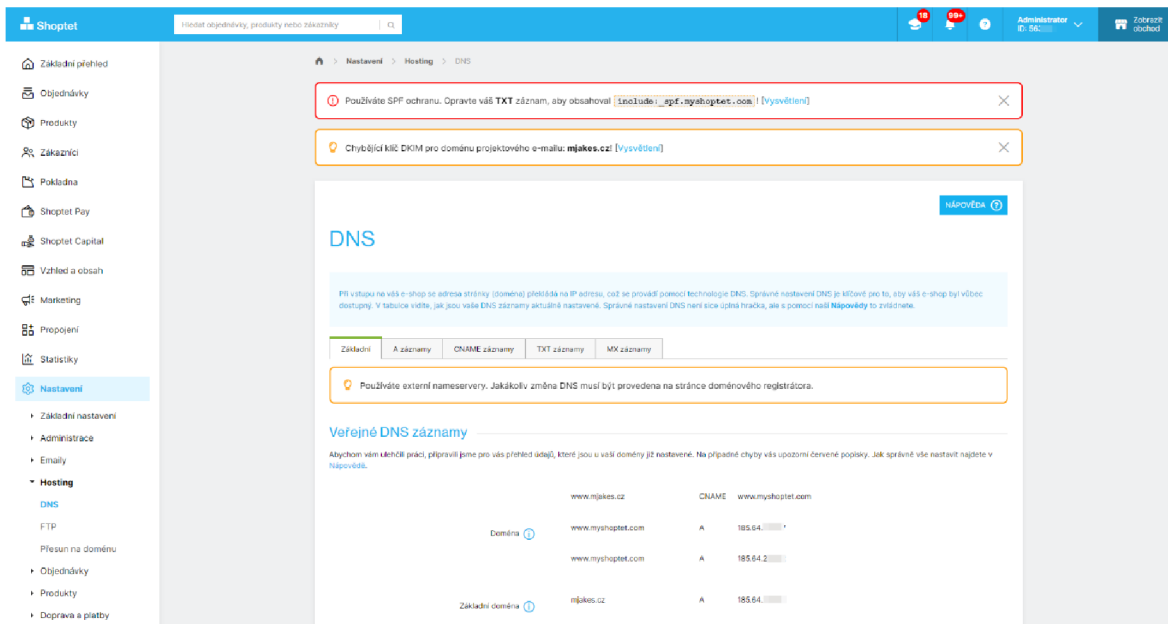 Shoptet
Hledat objednávky, produkty nebo zákazníky
18
99+
Administrator
ID: 56
Zobrazit
obchod
Základní přehled
Objednávky
Produkty
Zákazníci
Pokladna
Shoptet Pay
Shoptet Capital
Vzhled a obsah
Marketing
Propojení
Statistiky
Nastavení
Základní nastavení
Administrace
Emaily
Hosting
DNS
FTP
Přesun na doménu
Objednávky
Produkty
Doprava a platby
> Nastavení > Hosting > DNS
Používáte SPF ochranu. Opravte váš TXT záznam, aby obsahoval include:_spf.myshoptet.com ! [Vysvětlení]
Chybějící klíč DKIM pro doménu projektového e-mailu: mjakes.cz! [Vysvětlení]
NÁPOVĚDA ?
DNS
Při vstupu na váš e-shop se adresa stránky (doména) překládá na IP adresu, což se provádí pomocí technologie DNS. Správné nastavení DNS je klíčové pro to, aby váš e-shop byl vůbec
dostupný. V tabulce vidíte, jak jsou vaše DNS záznamy aktuálně nastavené. Správné nastavení DNS není sice úplná hračka, ale s pomocí naší Nápovědy to zvládnete.
Základní
A záznamy
CNAME záznamy
TXT záznamy
MX záznamy
Používáte externí nameservery. Jakákoliv změna DNS musí být provedena na stránce doménového registrátora.
Veřejné DNS záznamy
Abychom vám ulehčili práci, připravili jsme pro vás přehled údajů, které jsou u vaší domény již nastavené. Na případné chyby vás upozorní červené popisky. Jak správně vše nastavit najdete v
Nápovědě.
www.mjakes.cz CNAME www.myshoptet.com
Doména
www.myshoptet.com A 185.64.
www.myshoptet.com A 185.64.2
Základní doména
mjakes.cz A 185.64.